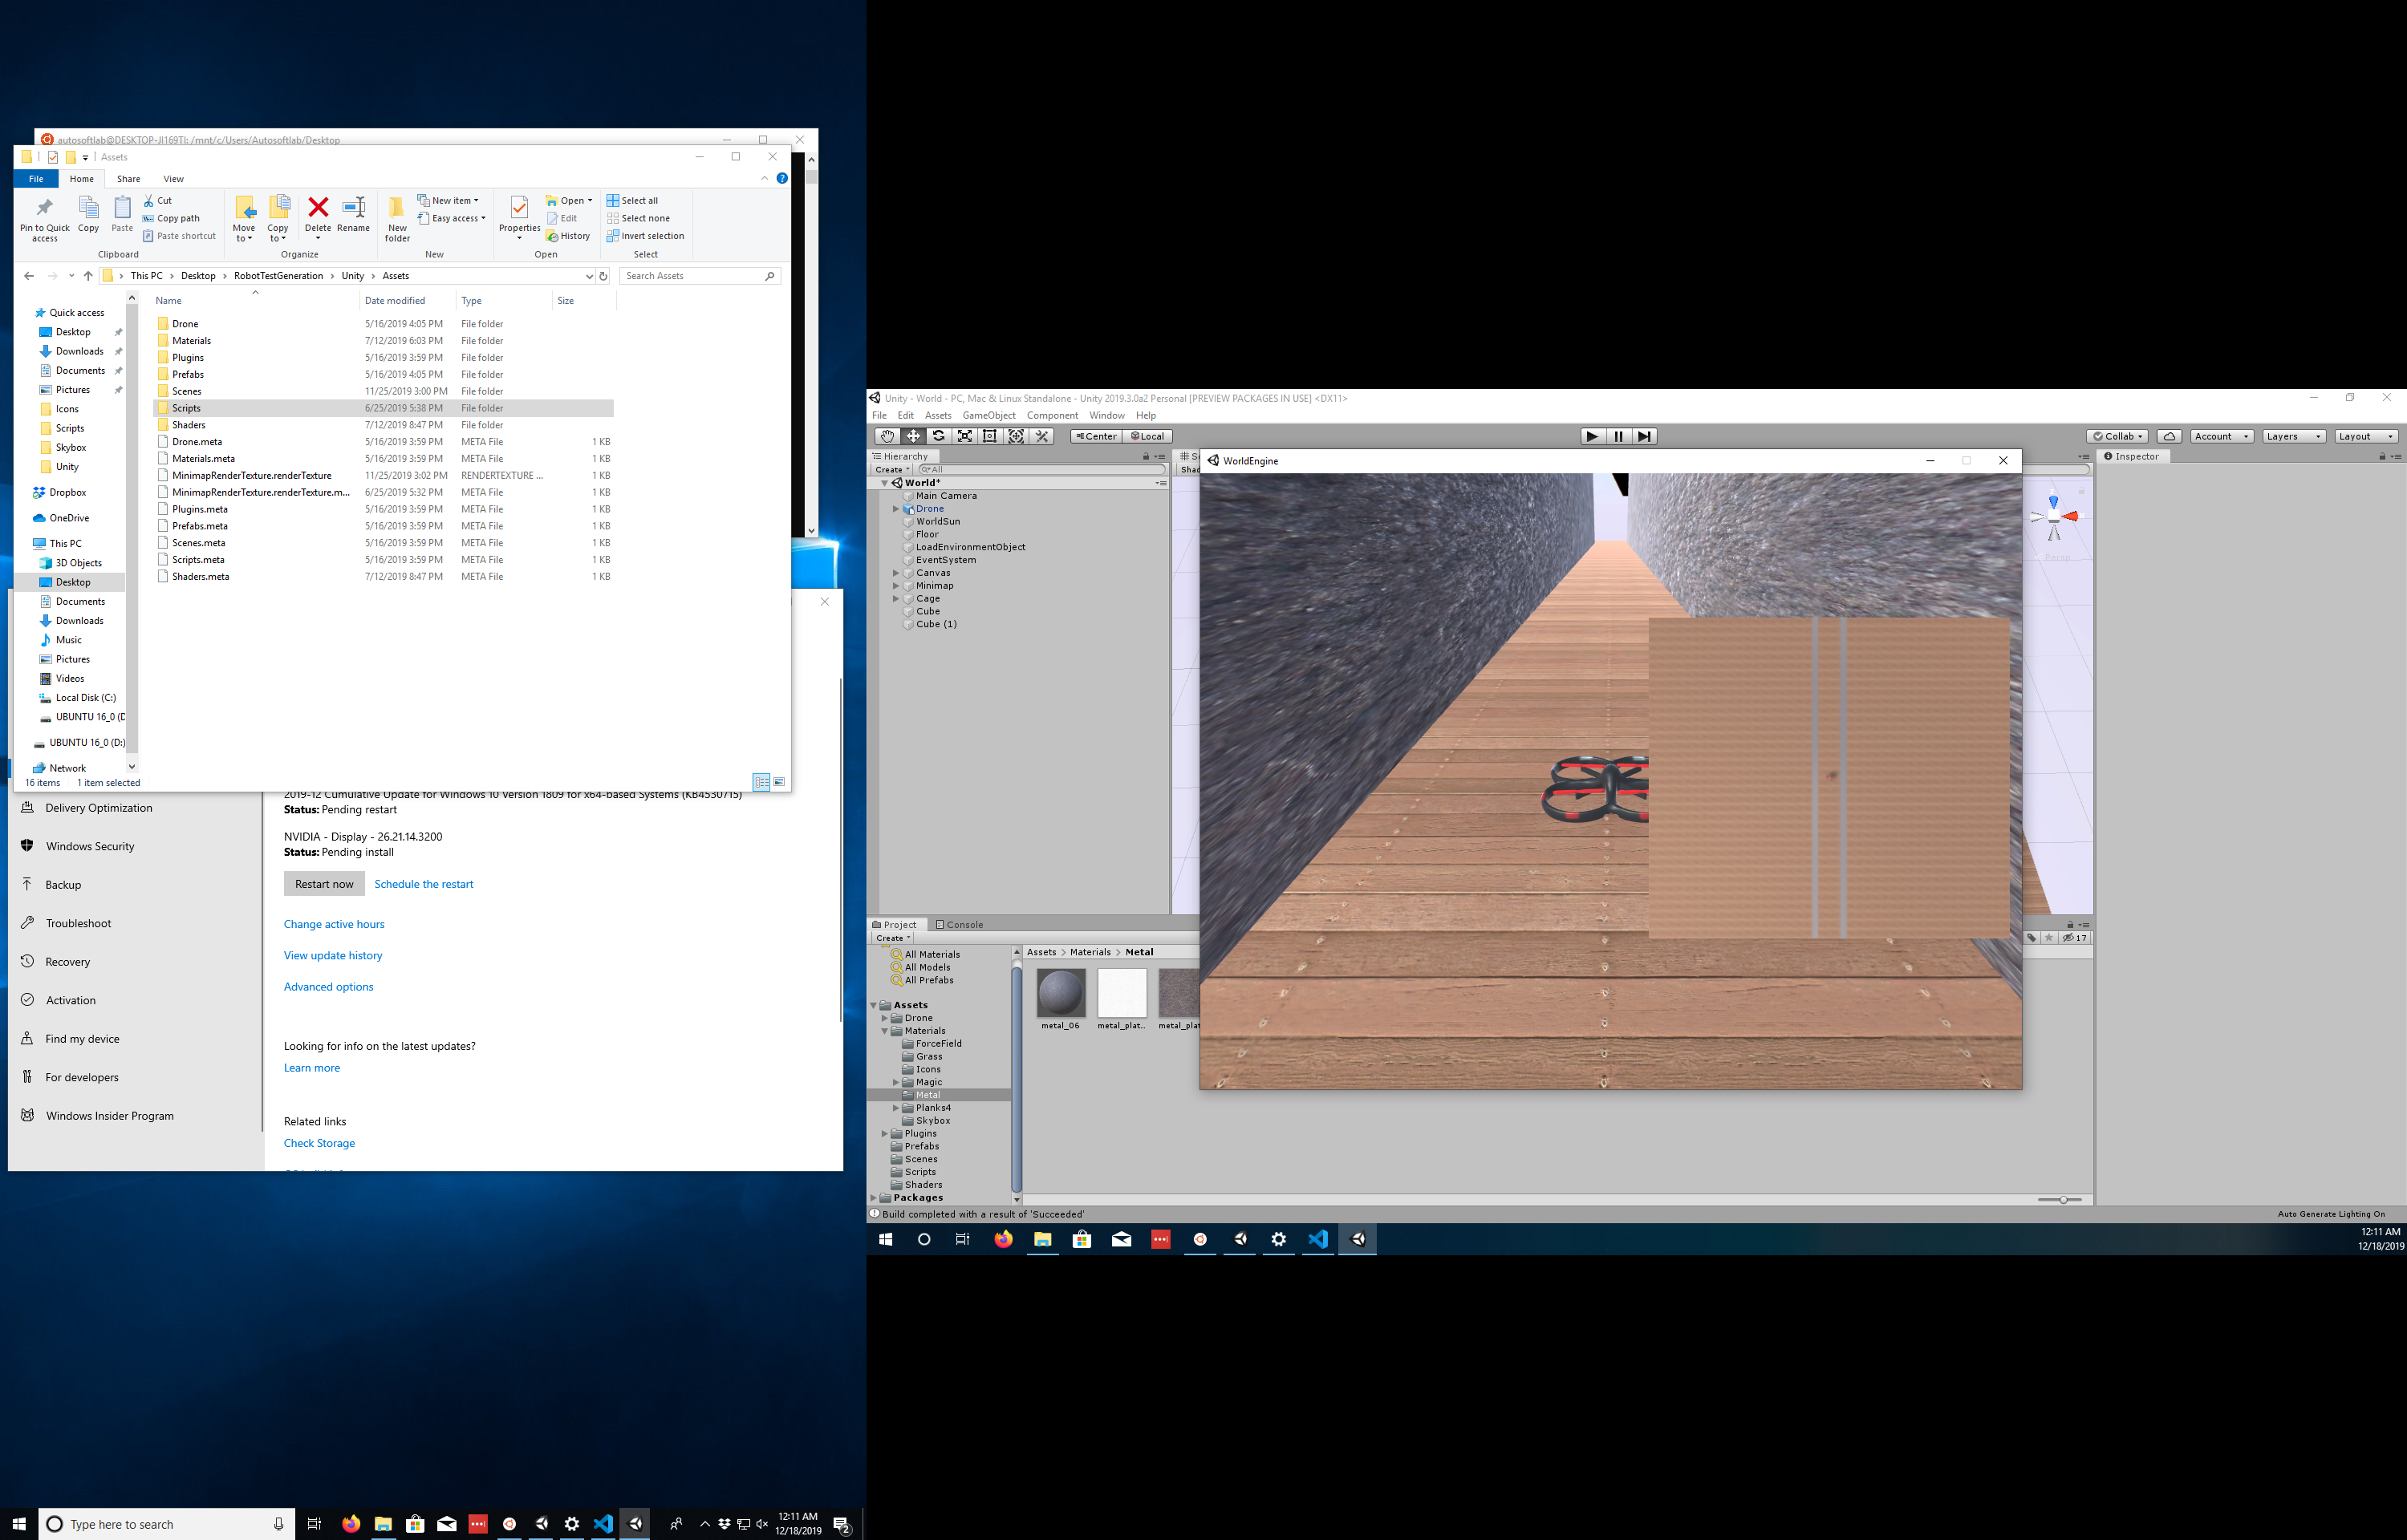 autosoftlab@DESKTOP-JI169TI: /mnt/c/Users/Autosoftlab/Desktop
Assets
File Home Share View
Pin to Quick access
Copy
Paste
Cut
Copy path
Paste shortcut
Clipboard
Move to
Copy to
Delete
Rename
Organize
New folder
New item
Easy access
New
Properties
Open
Edit
History
Open
Select all
Select none
Invert selection
Select
This PC > Desktop > RobotTestGeneration > Unity > Assets
Search Assets
Name Date modified Type Size
Drone 5/16/2019 4:05 PM File folder
Materials 7/12/2019 6:03 PM File folder
Plugins 5/16/2019 3:59 PM File folder
Prefabs 5/16/2019 4:05 PM File folder
Scenes 11/25/2019 3:00 PM File folder
Scripts 6/25/2019 5:38 PM File folder
Shaders 7/12/2019 8:47 PM File folder
Drone.meta 5/16/2019 3:59 PM META File 1 KB
Materials.meta 5/16/2019 3:59 PM META File 1 KB
MinimapRenderTexture.renderTexture 11/25/2019 3:02 PM RENDERTEXTURE ... 1 KB
MinimapRenderTexture.renderTexture.m... 6/25/2019 5:32 PM META File 1 KB
Plugins.meta 5/16/2019 3:59 PM META File 1 KB
Prefabs.meta 5/16/2019 3:59 PM META File 1 KB
Scenes.meta 5/16/2019 3:59 PM META File 1 KB
Scripts.meta 5/16/2019 3:59 PM META File 1 KB
Shaders.meta 7/12/2019 8:47 PM META File 1 KB
Quick access
Desktop
Downloads
Documents
Pictures
Icons
Scripts
Skybox
Unity
Dropbox
OneDrive
This PC
3D Objects
Desktop
Documents
Downloads
Music
Pictures
Videos
Local Disk (C:)
UBUNTU 16_0 (D
UBUNTU 16_0 (D:)
Network
16 items 1 item selected
Delivery Optimization
Windows Security
Backup
Troubleshoot
Recovery
Activation
Find my device
For developers
Windows Insider Program
2019-12 Cumulative Update for Windows 10 Version 1809 for x64-based Systems (KB4530715)
Status: Pending restart
NVIDIA - Display - 26.21.14.3200
Status: Pending install
Restart now Schedule the restart
Change active hours
View update history
Advanced options
Looking for info on the latest updates?
Learn more
Related links
Check Storage
Type here to search
12:11 AM
12/18/2019
2
Unity - World - PC, Mac & Linux Standalone - Unity 2019.3.0a2 Personal [PREVIEW PACKAGES IN USE] <DX11>
File Edit Assets GameObject Component Window Help
Center Local
Collab Account Layers Layout
Hierarchy
Create All
World*
Main Camera
Drone
WorldSun
Floor
LoadEnvironmentObject
EventSystem
Canvas
Minimap
Cage
Cube
Cube (1)
WorldEngine
Persp
Inspector
Project Console
Create
17
All Materials
All Models
All Prefabs
Assets
Drone
Materials
ForceField
Grass
Icons
Magic
Metal
Planks4
Skybox
Plugins
Prefabs
Scenes
Scripts
Shaders
Packages
Assets > Materials > Metal
metal_06 metal_plat.. metal_plat
Build completed with a result of 'Succeeded'
Auto Generate Lighting On
12:11 AM
12/18/2019